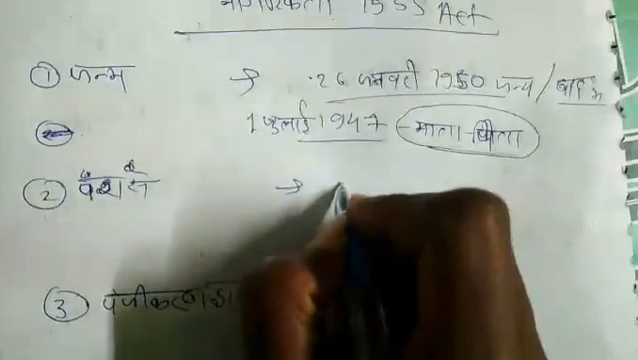 नागरिकता 1955 Act
① जन्म → 26 जनवरी 1950 जन्म / बाद
1 जुलाई 1947 - माता पिता
②
③ पंजीकरण